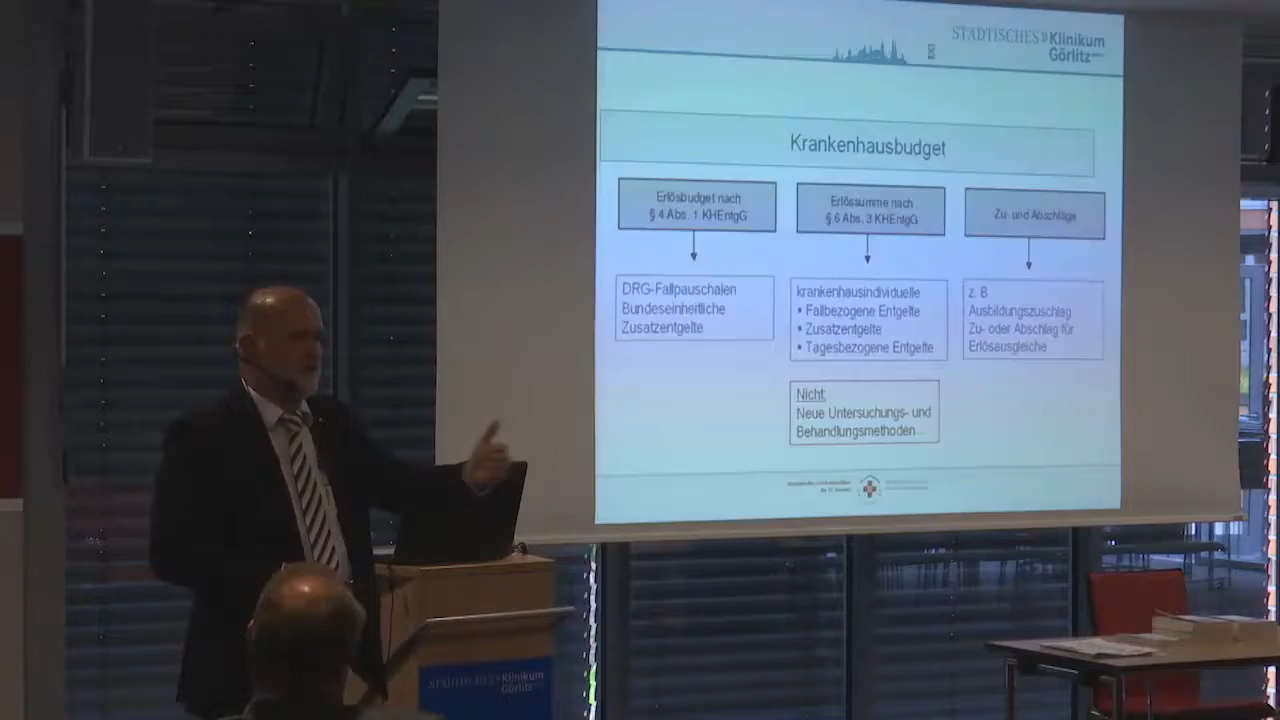 STÄDTISCHES Klinikum
Görlitz
Krankenhausbudget
Erlösbudget nach
§ 4 Abs. 1 KHEntgG
Erlössumme nach
§ 6 Abs. 3 KHEntgG
Zu- und Abschläge
DRG-Fallpauschalen
Bundeseinheitliche
Zusatzentgelte
krankenhausindividuelle
• Fallbezogene Entgelte
• Zusatzentgelte
• Tagesbezogene Entgelte
z. B.
Ausbildungszuschlag
Zu- oder Abschlag für
Erlösausgleiche
Nicht:
Neue Untersuchungs- und
Behandlungsmethoden
STÄDTISCHES Klinikum
Görlitz